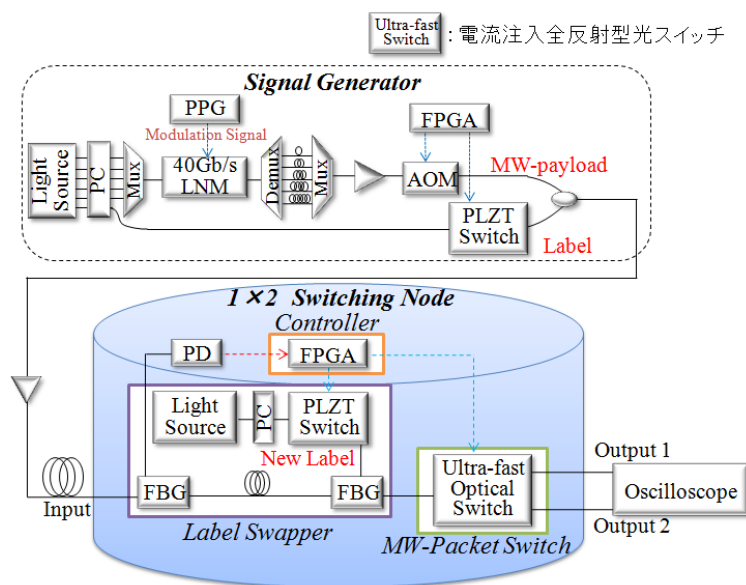 Ultra-fast
Switch
: 電流注入全反射型光スイッチ
Signal Generator
PPG
Modulation Signal
FPGA
Light
Source
PC
Mux
40Gb/s
LNM
Demux
Mux
AOM
MW-payload
PLZT
Switch
Label
1×2 Switching Node
Controller
PD
FPGA
Light
Source
PC
PLZT
Switch
New Label
Input
FBG
FBG
Label Swapper
Ultra-fast
Optical
Switch
MW-Packet Switch
Output 1
Output 2
Oscilloscope